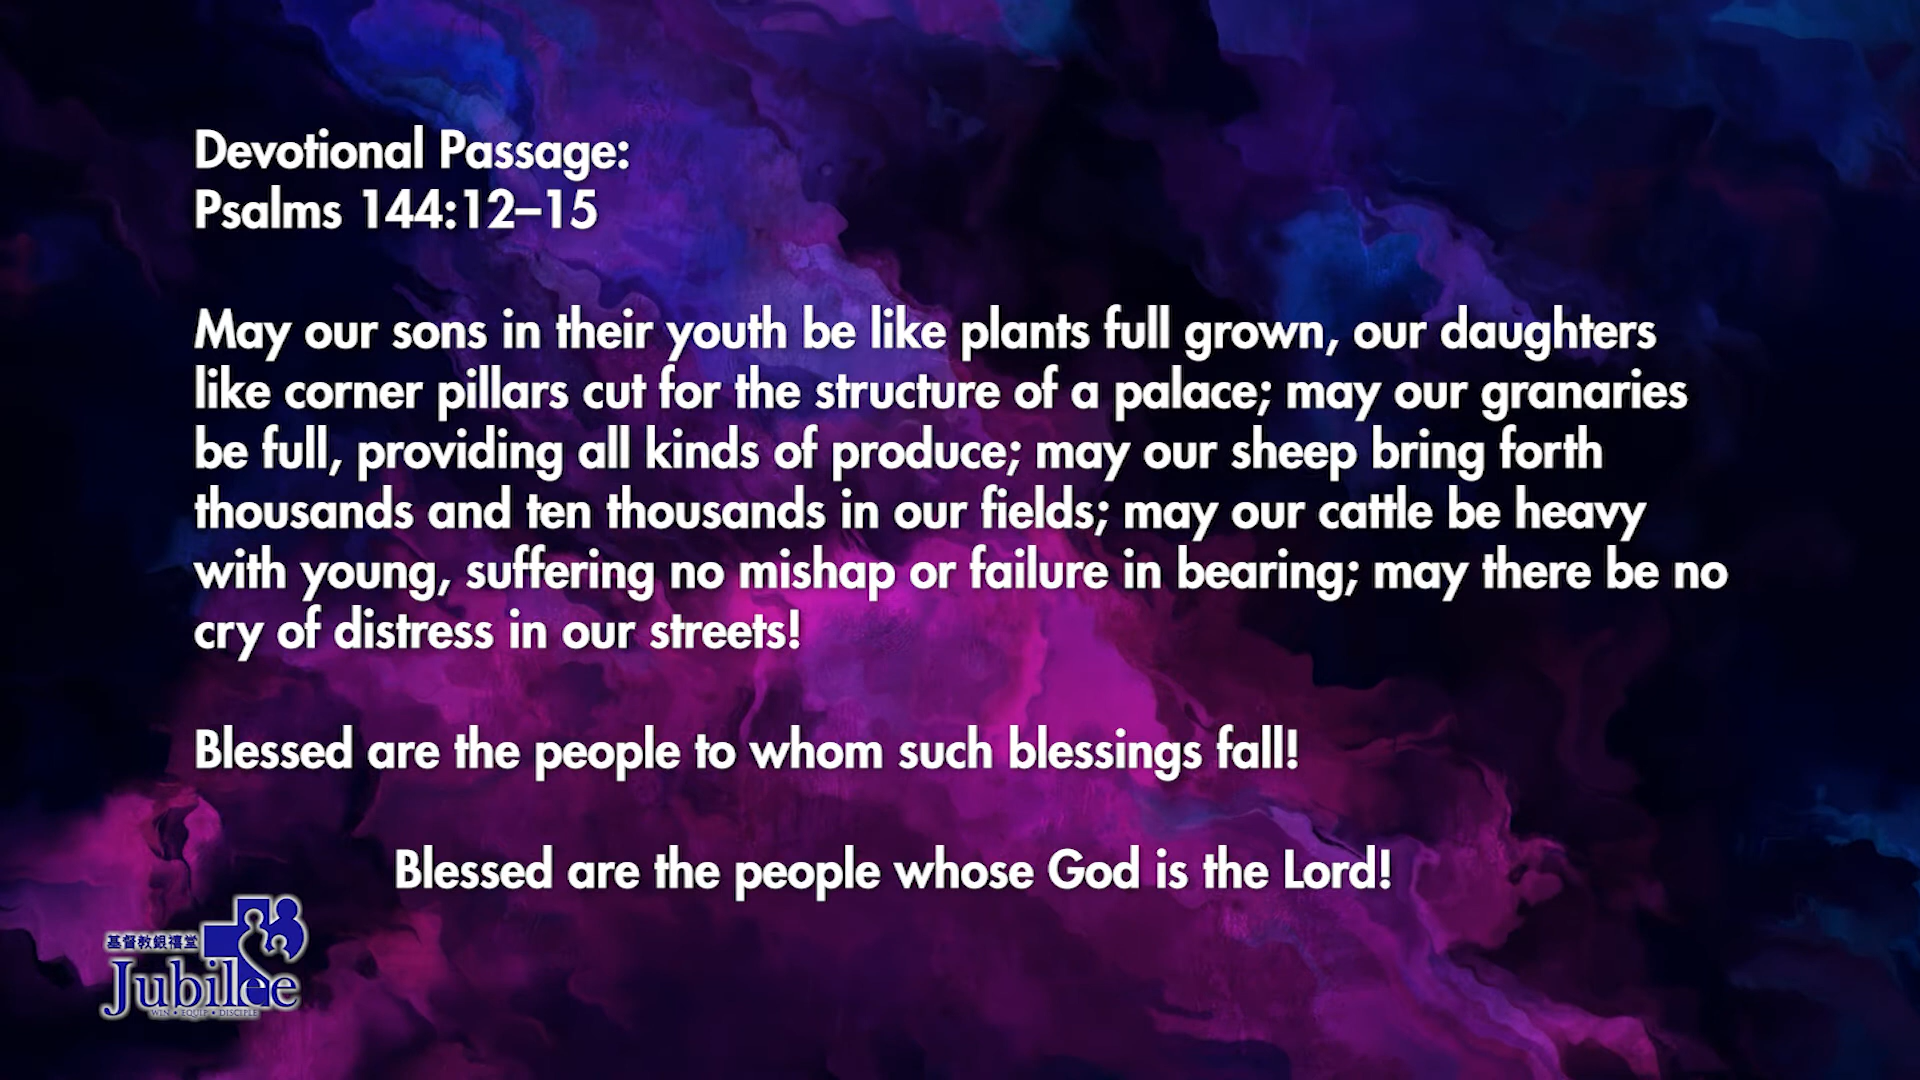 Devotional Passage:
Psalms 144:12–15
May our sons in their youth be like plants full grown, our daughters
like corner pillars cut for the structure of a palace; may our granaries
be full, providing all kinds of produce; may our sheep bring forth
thousands and ten thousands in our fields; may our cattle be heavy
with young, suffering no mishap or failure in bearing; may there be no
cry of distress in our streets!
Blessed are the people to whom such blessings fall!
Blessed are the people whose God is the Lord!
基督教銀禧堂
Jubilee
WIN • EQUIP • DISCIPLE